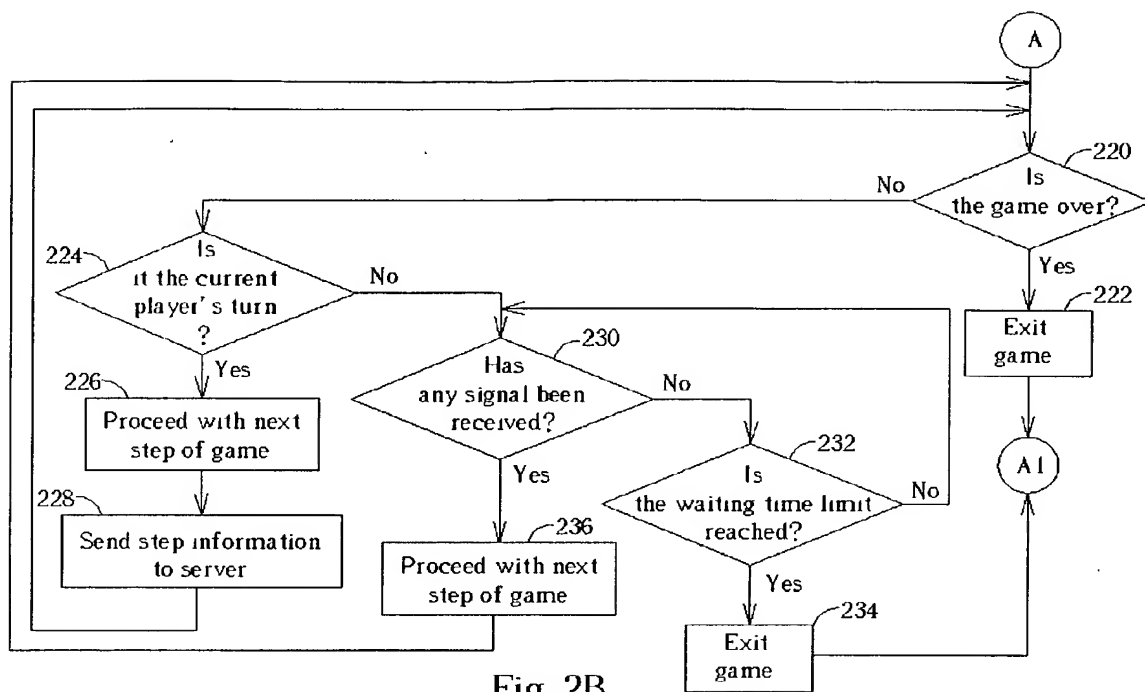 A
220
Is
the game over?
No
Yes
222
Exit
game
A1
224
Is
it the current
player's turn
?
No
Yes
226
Proceed with next
step of game
228
Send step information
to server
230
Has
any signal been
received?
No
Yes
232
Is
the waiting time limit
reached?
No
Yes
236
Proceed with next
step of game
234
Exit
game
Fig. 2B